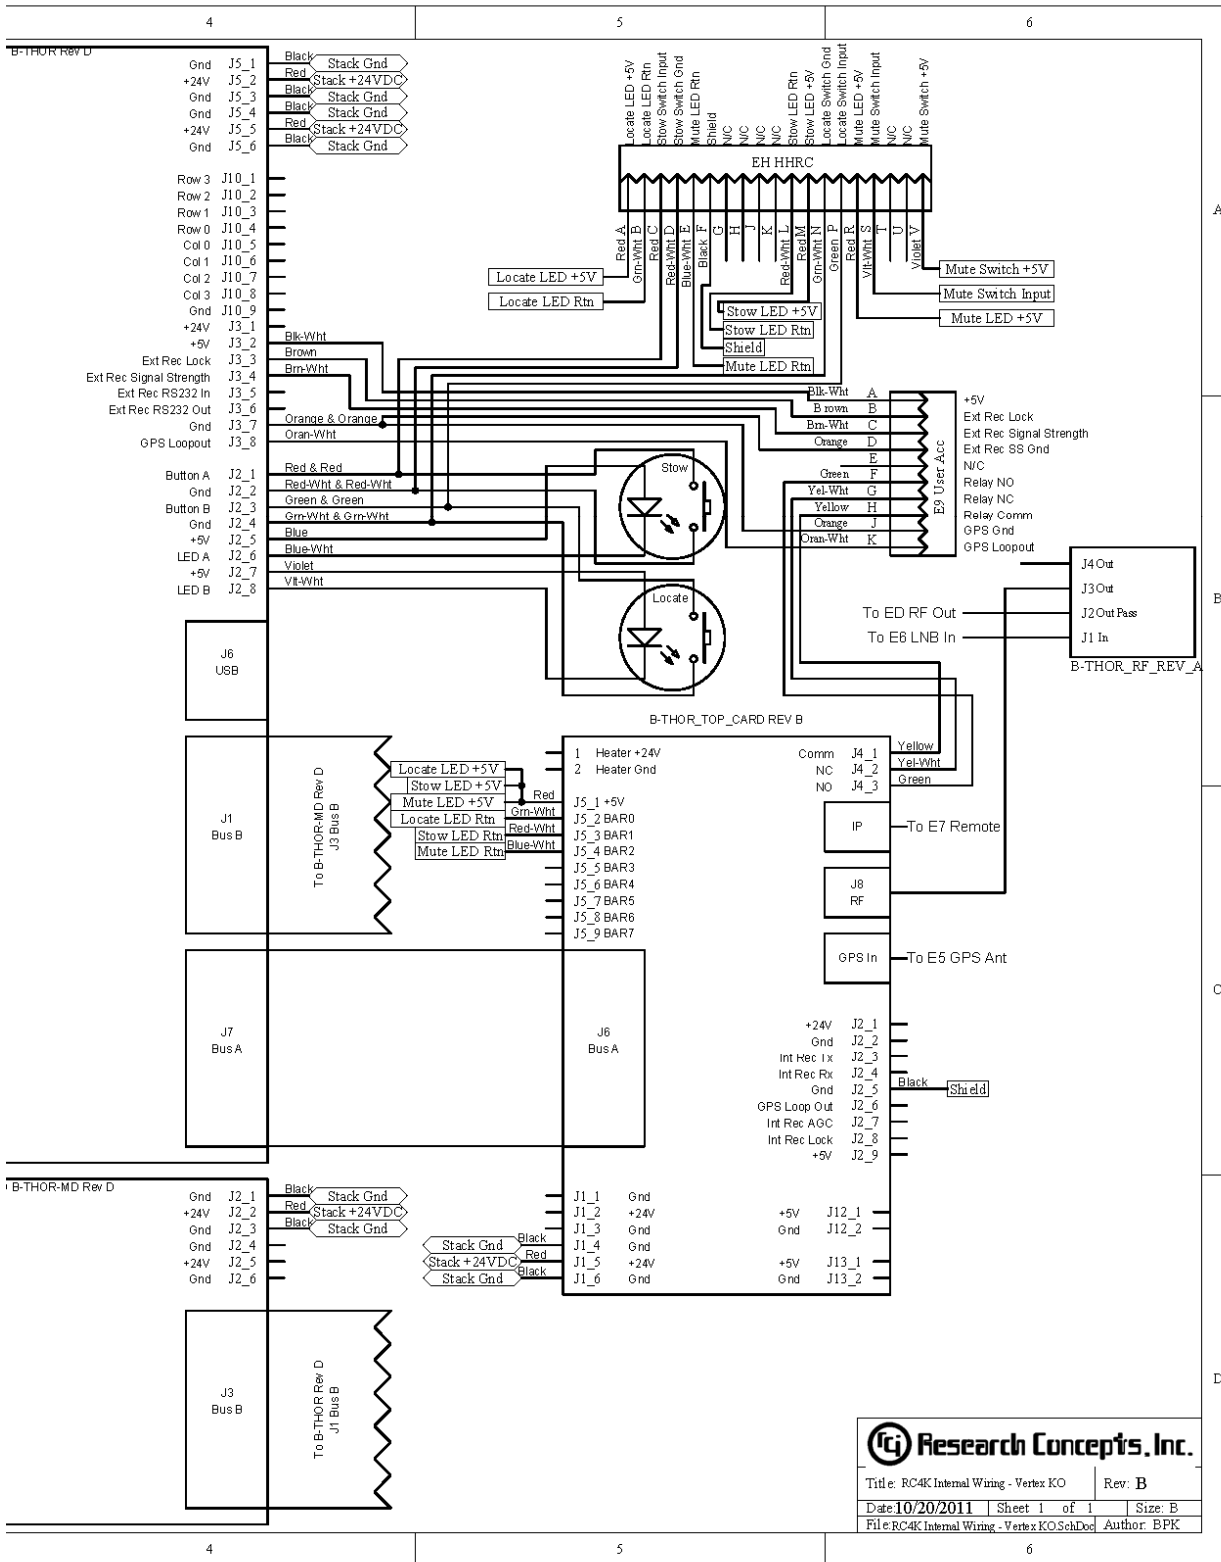 4 5 6
B-THOR Rev D
Gnd J5_1 Black Stack Gnd
+24V J5_2 Red Stack +24VDC
Gnd J5_3 Black Stack Gnd
Gnd J5_4 Black Stack Gnd
+24V J5_5 Red Stack +24VDC
Gnd J5_6 Black Stack Gnd
Row 3 J10_1
Row 2 J10_2
Row 1 J10_3
Row 0 J10_4
Col 0 J10_5
Col 1 J10_6
Col 2 J10_7
Col 3 J10_8
Gnd J10_9
+24V J3_1
+5V J3_2 Blk-Wht
Ext Rec Lock J3_3 Brown
Ext Rec Signal Strength J3_4 Brn-Wht
Ext Rec RS232 In J3_5
Ext Rec RS232 Out J3_6
Gnd J3_7 Orange & Orange
GPS Loopout J3_8 Oran-Wht
Button A J2_1 Red & Red
Gnd J2_2 Red-Wht & Red-Wht
Button B J2_3 Green & Green
Gnd J2_4 Grn-Wht & Grn-Wht
+5V J2_5 Blue
LED A J2_6 Blue-Wht
+5V J2_7 Violet
LED B J2_8 Vlt-Wht
Locate LED +5V
Locate LED Rtn
Stow Switch Input
Stow Switch Gnd
Mute LED Rtn
Shield
N/C
N/C
N/C
N/C
Stow LED Rtn
Stow LED +5V
Locate Switch Gnd
Locate Switch Input
Mute LED +5V
Mute Switch Input
N/C
N/C
Mute Switch +5V
EH HHRC
Red A
Grn-Wht B
Red C
Red-Wht D
Blue-Wht E
Black F
G
H
J
K
Red-Wht L
Red M
Grn-Wht N
Green P
Red R
Vlt-Wht S
T
U
Violet V
Locate LED +5V
Locate LED Rtn
Stow LED +5V
Stow LED Rtn
Shield
Mute LED Rtn
Mute Switch +5V
Mute Switch Input
Mute LED +5V
Blk-Wht A +5V
Brown B Ext Rec Lock
Brn-Wht C Ext Rec Signal Strength
Orange D Ext Rec SS Gnd
E N/C
Green F Relay NO
Yel-Wht G Relay NC
Yellow H Relay Comm
Orange J GPS Gnd
Oran-Wht K GPS Loopout
E9 User Acc
Stow
Locate
J4 Out
J3 Out
To ED RF Out J2 Out Pass
To E6 LNB In J1 In
B-THOR_RF_REV_A
J6
USB
J1
Bus B
To B-THOR-MD Rev D
J3 Bus B
B-THOR_TOP_CARD REV B
1 Heater +24V
2 Heater Gnd
Locate LED +5V
Stow LED +5V
Mute LED +5V Red J5_1 +5V
Locate LED Rtn Grn-Wht J5_2 BAR0
Stow LED Rtn Red-Wht J5_3 BAR1
Mute LED Rtn Blue-Wht J5_4 BAR2
J5_5 BAR3
J5_6 BAR4
J5_7 BAR5
J5_8 BAR6
J5_9 BAR7
Comm J4_1 Yellow
NC J4_2 Yel-Wht
NO J4_3 Green
IP To E7 Remote
J8
RF
GPS In To E5 GPS Ant
J7
Bus A
J6
Bus A
+24V J2_1
Gnd J2_2
Int Rec Tx J2_3
Int Rec Rx J2_4
Gnd J2_5 Black Shield
GPS Loop Out J2_6
Int Rec AGC J2_7
Int Rec Lock J2_8
+5V J2_9
B-THOR-MD Rev D
Gnd J2_1 Black Stack Gnd
+24V J2_2 Red Stack +24VDC
Gnd J2_3 Black Stack Gnd
Gnd J2_4
+24V J2_5
Gnd J2_6
J1_1 Gnd
J1_2 +24V
J1_3 Gnd
Stack Gnd Black J1_4 Gnd
Stack +24VDC Red J1_5 +24V
Stack Gnd Black J1_6 Gnd
+5V J12_1
Gnd J12_2
+5V J13_1
Gnd J13_2
J3
Bus B
To B-THOR Rev D
J1 Bus B
A
B
C
D
rci Research Concepts, Inc.
Title: RC4K Internal Wiring - Vertex KO Rev: B
Date: 10/20/2011 Sheet 1 of 1 Size: B
File: RC4K Internal Wiring - Vertex KO.SchDoc Author: BPK
4 5 6